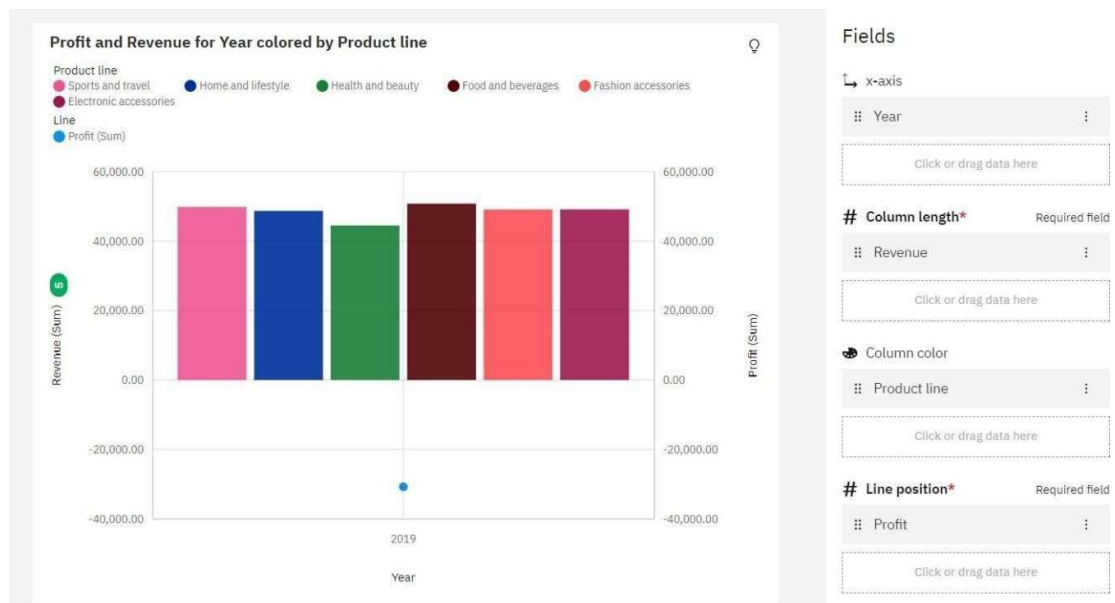 Profit and Revenue for Year colored by Product line
Product line
Sports and travel Home and lifestyle Health and beauty Food and beverages Fashion accessories
Electronic accessories
Line
Profit (Sum)
60,000.00
40,000.00
20,000.00
0.00
-20,000.00
-40,000.00
Revenue (Sum)
5
60,000.00
40,000.00
20,000.00
0.00
-20,000.00
-40,000.00
Profit (Sum)
2019
Year
Fields
x-axis
Year
Click or drag data here
# Column length* Required field
Revenue
Click or drag data here
Column color
Product line
Click or drag data here
# Line position* Required field
Profit
Click or drag data here